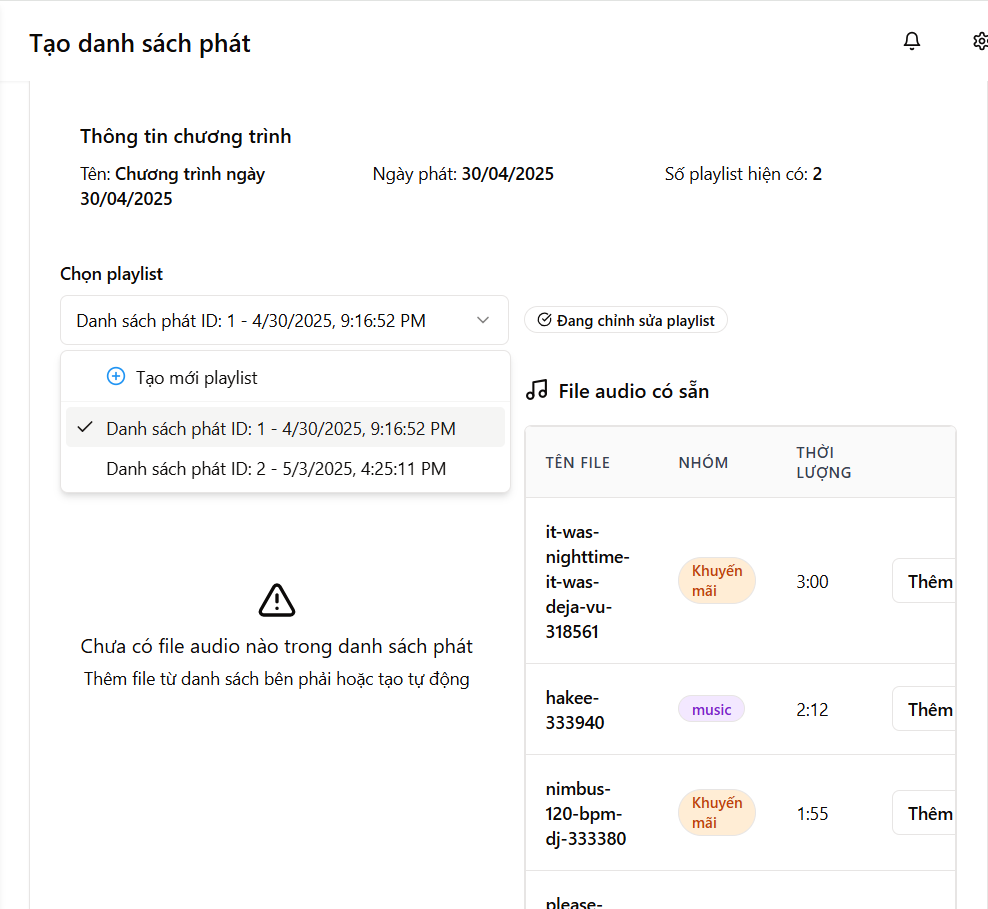 Tạo danh sách phát
Thông tin chương trình
Tên: Chương trình ngày
30/04/2025
Ngày phát: 30/04/2025
Số playlist hiện có: 2
Chọn playlist
Danh sách phát ID: 1 - 4/30/2025, 9:16:52 PM
Đang chỉnh sửa playlist
Tạo mới playlist
Danh sách phát ID: 1 - 4/30/2025, 9:16:52 PM
Danh sách phát ID: 2 - 5/3/2025, 4:25:11 PM
Chưa có file audio nào trong danh sách phát
Thêm file từ danh sách bên phải hoặc tạo tự động
File audio có sẵn
TÊN FILE
NHÓM
THỜI
LƯỢNG
it-was-
nighttime-
it-was-
deja-vu-
318561
Khuyến
mãi
3:00
Thêm
hakee-
333940
music
2:12
Thêm
nimbus-
120-bpm-
dj-333380
Khuyến
mãi
1:55
Thêm
please-